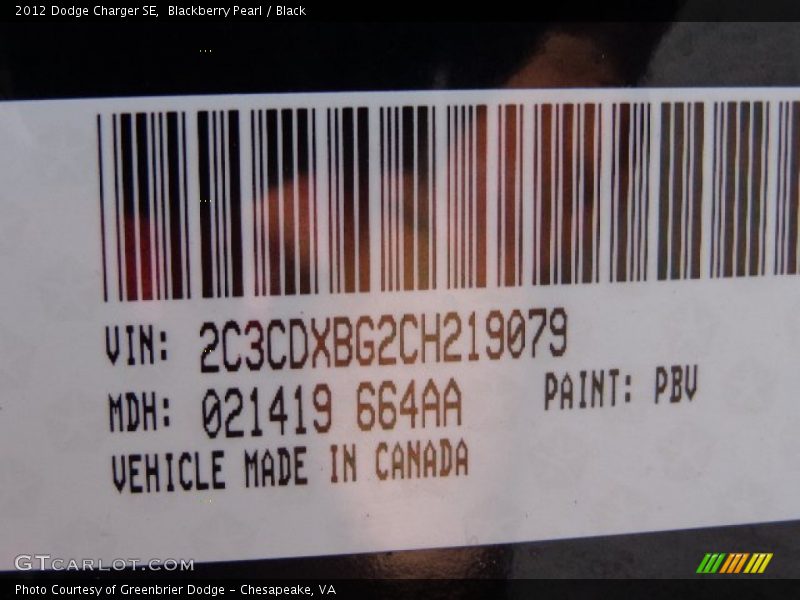 2012 Dodge Charger SE,  Blackberry Pearl / Black
VIN: 2C3CDXBG2CH219079
MDH: 021419 664AA PAINT: PBV
VEHICLE MADE IN CANADA
GTCARLOT.COM
Photo Courtesy of Greenbrier Dodge – Chesapeake, VA